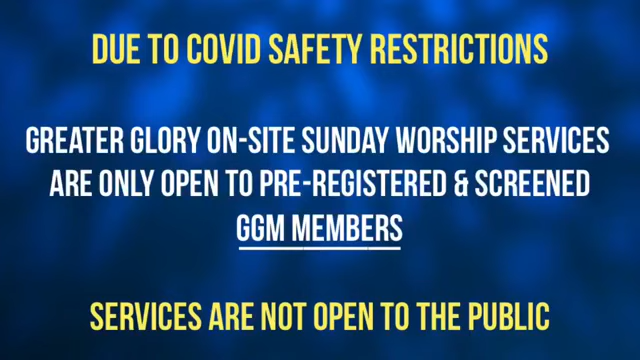 DUE TO COVID SAFETY RESTRICTIONS
GREATER GLORY ON-SITE SUNDAY WORSHIP SERVICES
ARE ONLY OPEN TO PRE-REGISTERED & SCREENED
GGM MEMBERS
SERVICES ARE NOT OPEN TO THE PUBLIC